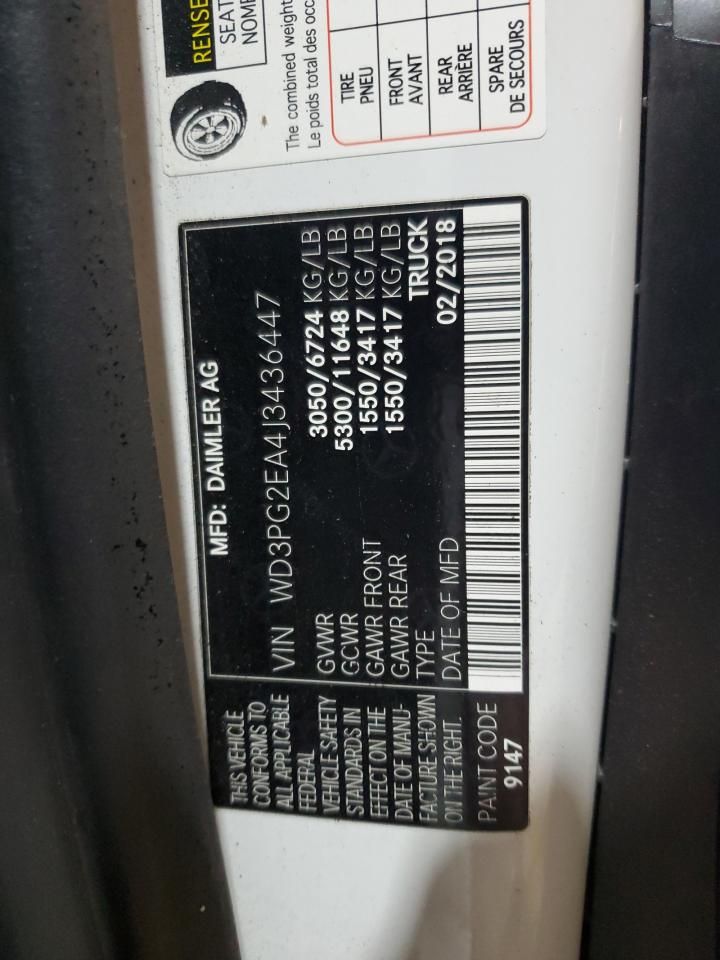 MFD: DAIMLER AG
VIN WD3PG2EA4J3436447
GVWR 3050/6724 KG/LB
GCWR 5300/11648 KG/LB
GAWR FRONT 1550/3417 KG/LB
GAWR REAR 1550/3417 KG/LB
TYPE TRUCK
DATE OF MFD 02/2018
THIS VEHICLE
CONFORMS TO
ALL APPLICABLE
FEDERAL
VEHICLE SAFETY
STANDARDS IN
EFFECT ON THE
DATE OF MANU-
FACTURE SHOWN
ON THE RIGHT.
PAINT CODE
9147
RENSE
SEATI
NOMB
The combined weight
Le poids total des occ
TIRE
PNEU
FRONT
AVANT
REAR
ARRIÈRE
SPARE
DE SECOURS